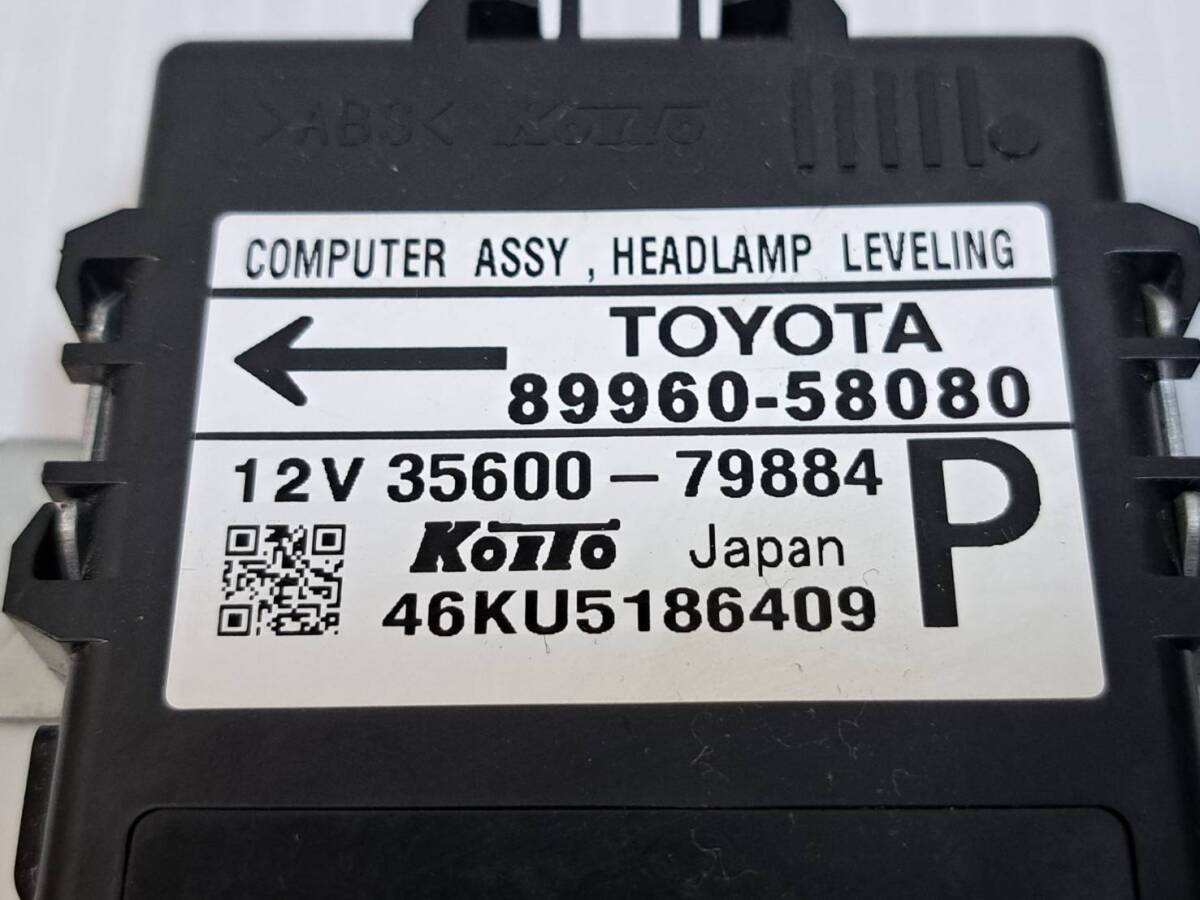 >ABS< KOITO
COMPUTER ASSY , HEADLAMP LEVELING
TOYOTA
89960-58080
12V 35600-79884 P
KOITO Japan
46KU5186409